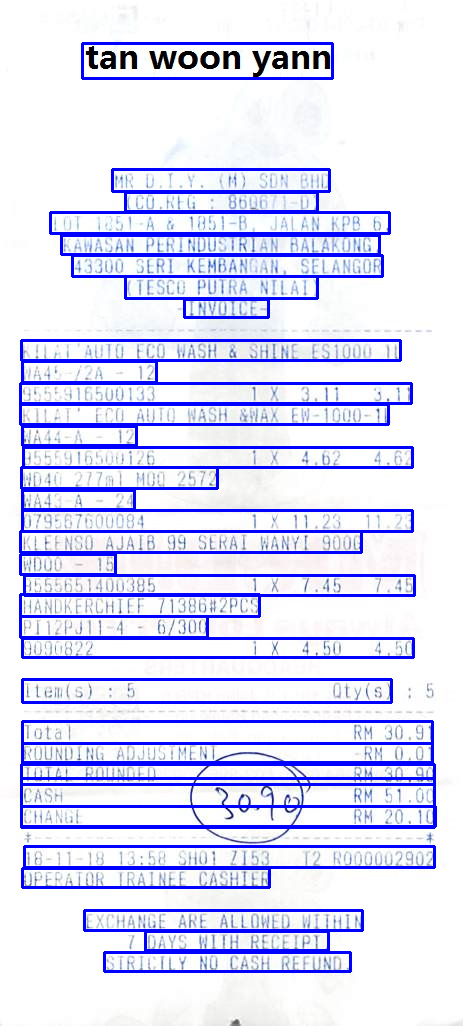 tan woon yann
MR D.I.Y. (M) SDN BHD
(CO.REG : 860671-D)
LOT 1851-A & 1851-B, JALAN KPB 6,
KAWASAN PERINDUSTRIAN BALAKONG,
43300 SERI KEMBANGAN, SELANGOR
(TESCO PUTRA NILAI)
-INVOICE-
KILAT'AUTO ECO WASH & SHINE ES1000 1L
WA45-/2A - 12
9555916500133 1 X 3.11 3.11
KILAT' ECO AUTO WASH &WAX EW-1000-1L
WA44-A - 12
9555916500126 1 X 4.62 4.62
WD40 277ml MOQ 2572
WA43-A - 24
079567600084 1 X 11.23 11.23
KLEENSO AJAIB 99 SERAI WANYI 900G
WD00 - 15
9555651400385 1 X 7.45 7.45
HANDKERCHIEF 71386#2PCS
PI12PJ11-4 - 6/300
9090822 1 X 4.50 4.50
Item(s) : 5 Qty(s) : 5
Total RM 30.91
ROUNDING ADJUSTMENT -RM 0.01
TOTAL ROUNDED RM 30.90
CASH RM 51.00
30.90
CHANGE RM 20.10
*------------------------------------*
18-11-18 13:58 SH01 ZI53 T2 R000002902
OPERATOR TRAINEE CASHIER
EXCHANGE ARE ALLOWED WITHIN
7 DAYS WITH RECEIPT.
STRICTLY NO CASH REFUND.